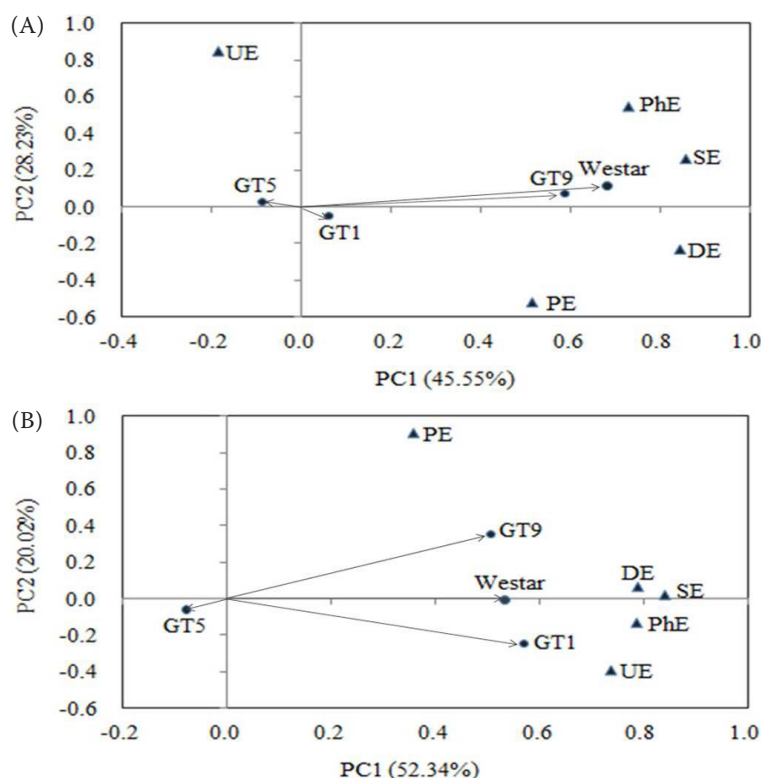 (A)
1.0
0.8
0.6
0.4
0.2
0.0
-0.2
-0.4
-0.6
PC2 (28.23%)
UE
PhE
SE
Westar
GT9
GT5
GT1
DE
PE
-0.4 -0.2 0.0 0.2 0.4 0.6 0.8 1.0
PC1 (45.55%)
(B)
1.0
0.8
0.6
0.4
0.2
0.0
-0.2
-0.4
-0.6
PC2 (20.02%)
PE
GT9
DE
SE
Westar
GT5
PhE
GT1
UE
-0.2 0.0 0.2 0.4 0.6 0.8 1.0
PC1 (52.34%)